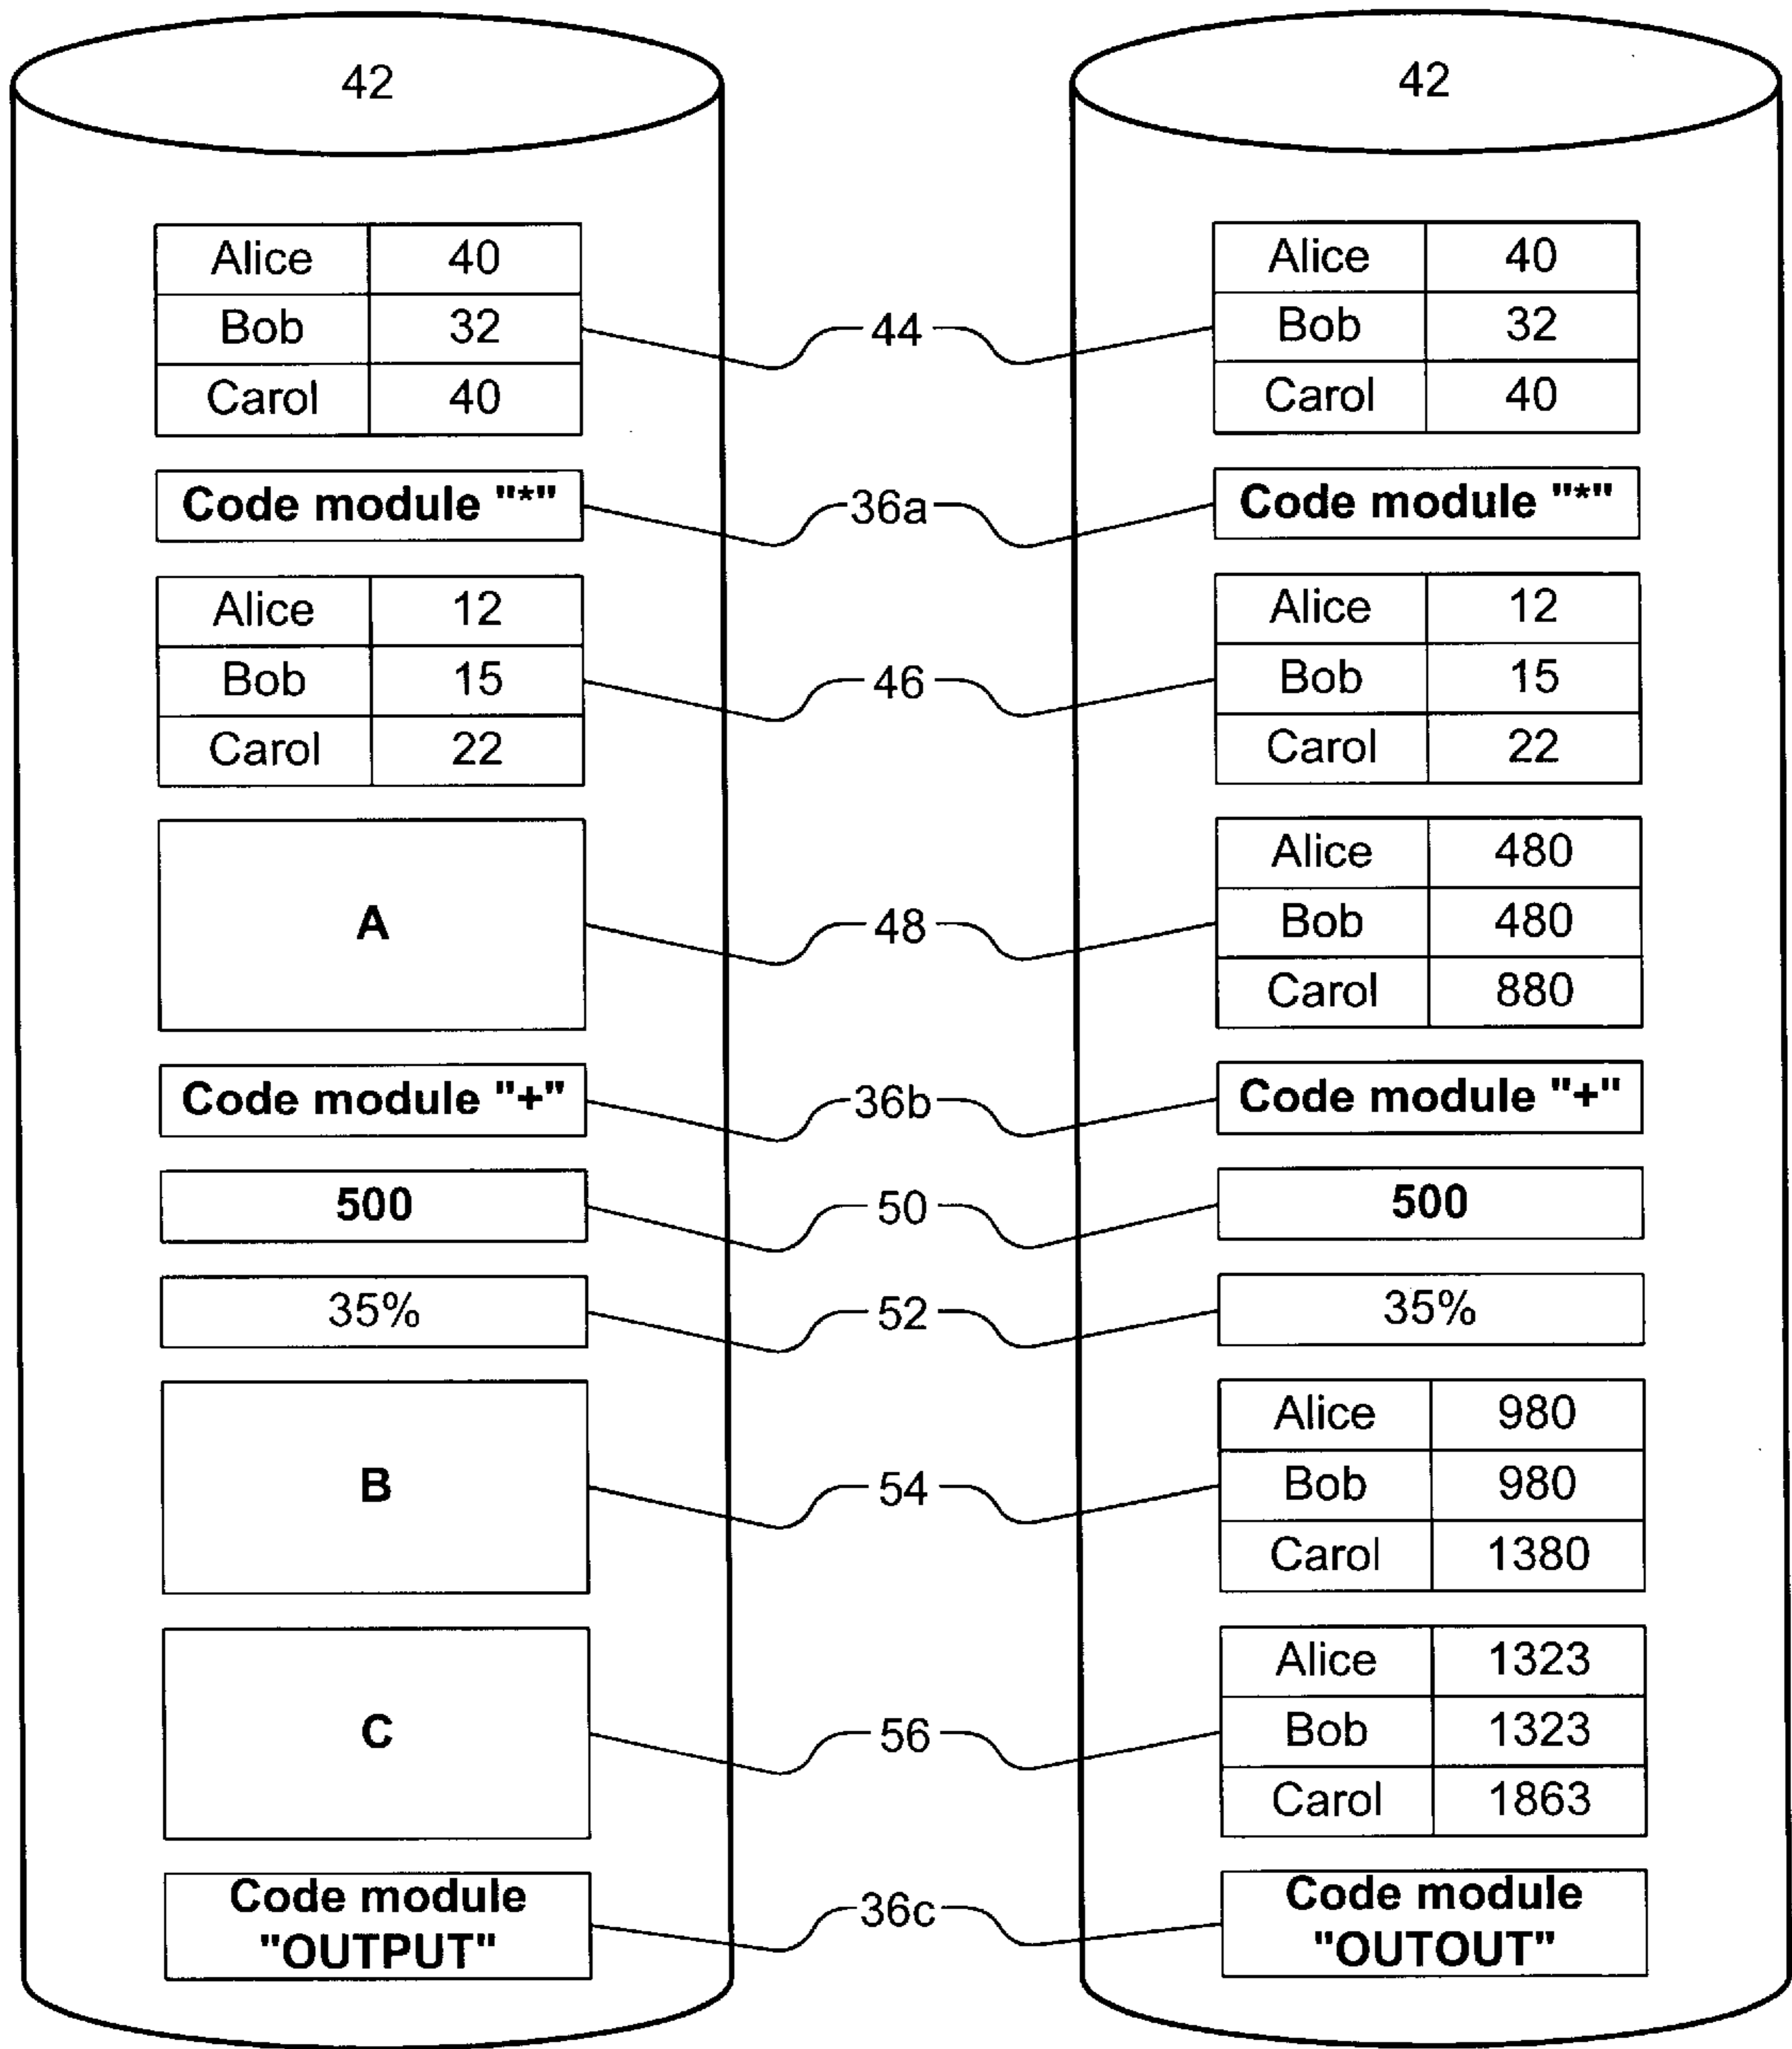 42
42
Alice 40
Bob 32
Carol 40
44
Alice 40
Bob 32
Carol 40
Code module "*"
36a
Code module "*"
Alice 12
Bob 15
Carol 22
46
Alice 12
Bob 15
Carol 22
A
48
Alice 480
Bob 480
Carol 880
Code module "+"
36b
Code module "+"
500
50
500
35%
52
35%
B
54
Alice 980
Bob 980
Carol 1380
C
56
Alice 1323
Bob 1323
Carol 1863
Code module
"OUTPUT"
36c
Code module
"OUTOUT"